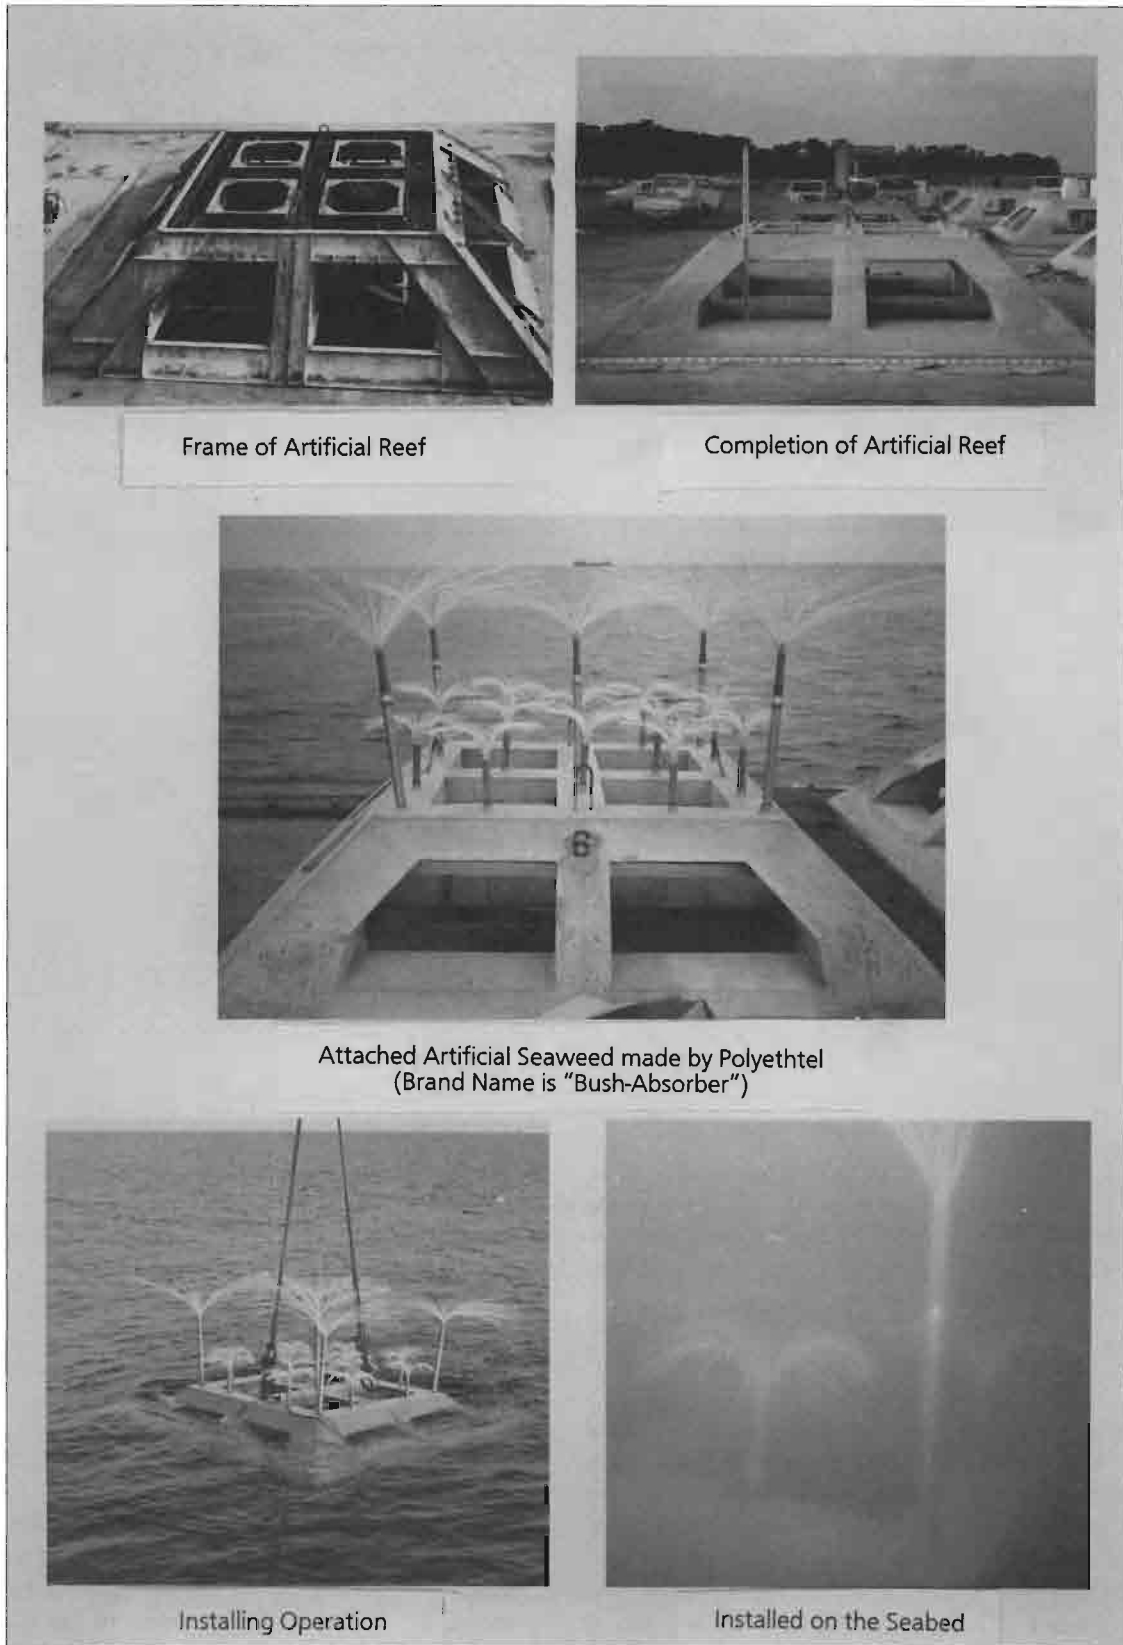 Frame of Artificial Reef
Completion of Artificial Reef
6
Attached Artificial Seaweed made by Polyethtel
(Brand Name is "Bush-Absorber")
Installing Operation
Installed on the Seabed